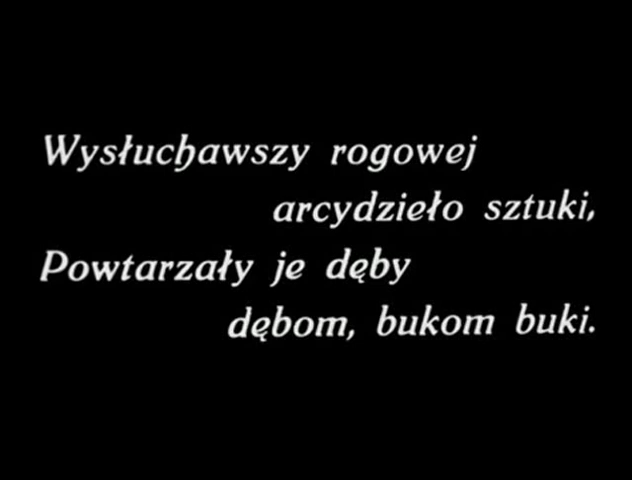 Wysłuchawszy rogowej
arcydzieło sztuki,
Powtarzały je dęby
dębom, bukom buki.